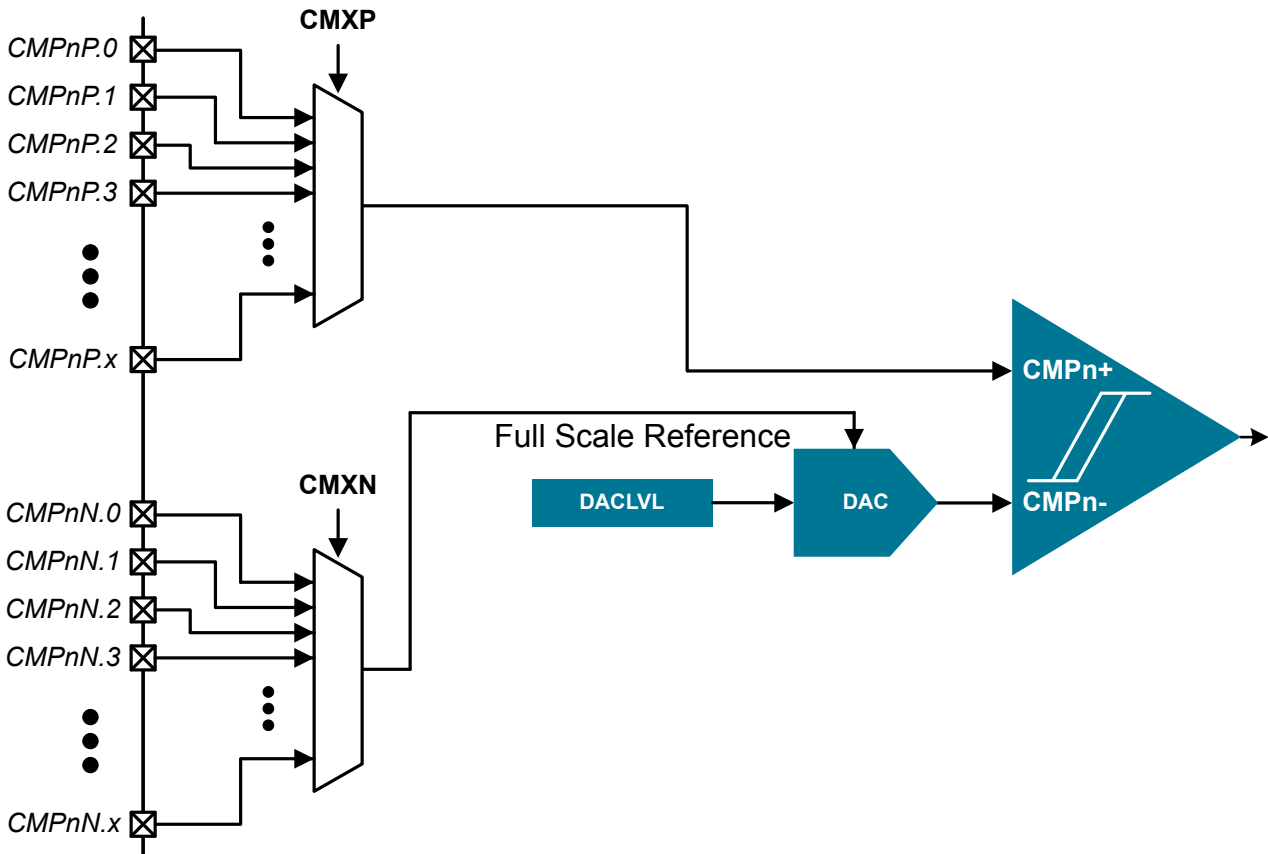 CMXP
CMPnP.0
CMPnP.1
CMPnP.2
CMPnP.3
CMPnP.x
CMPn+
Full Scale Reference
CMXN
DACLVL
DAC
CMPn-
CMPnN.0
CMPnN.1
CMPnN.2
CMPnN.3
CMPnN.x